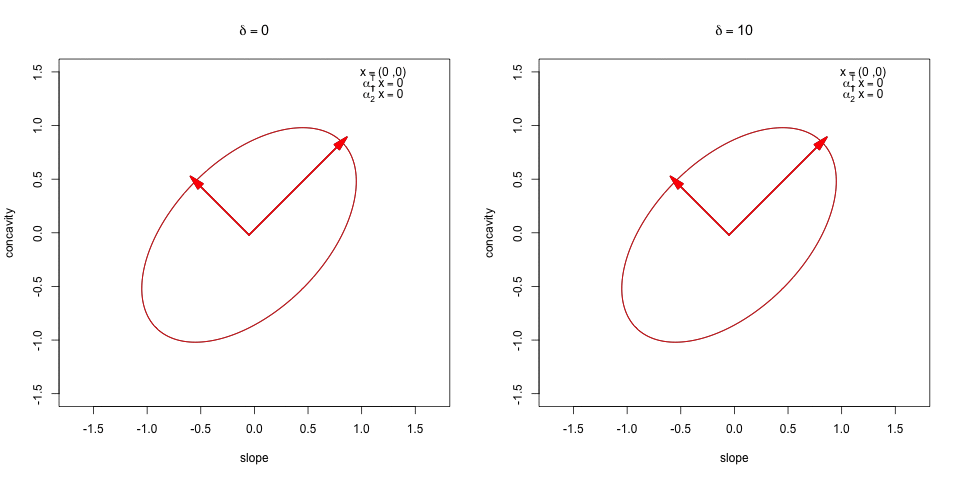 δ = 0
x = (0 ,0)
α₁ᵀ x = 0
α₂ᵀ x = 0
1.5
1.0
0.5
0.0
-0.5
-1.0
-1.5
concavity
-1.5 -1.0 -0.5 0.0 0.5 1.0 1.5
slope
δ = 10
x = (0 ,0)
α₁ᵀ x = 0
α₂ᵀ x = 0
1.5
1.0
0.5
0.0
-0.5
-1.0
-1.5
concavity
-1.5 -1.0 -0.5 0.0 0.5 1.0 1.5
slope